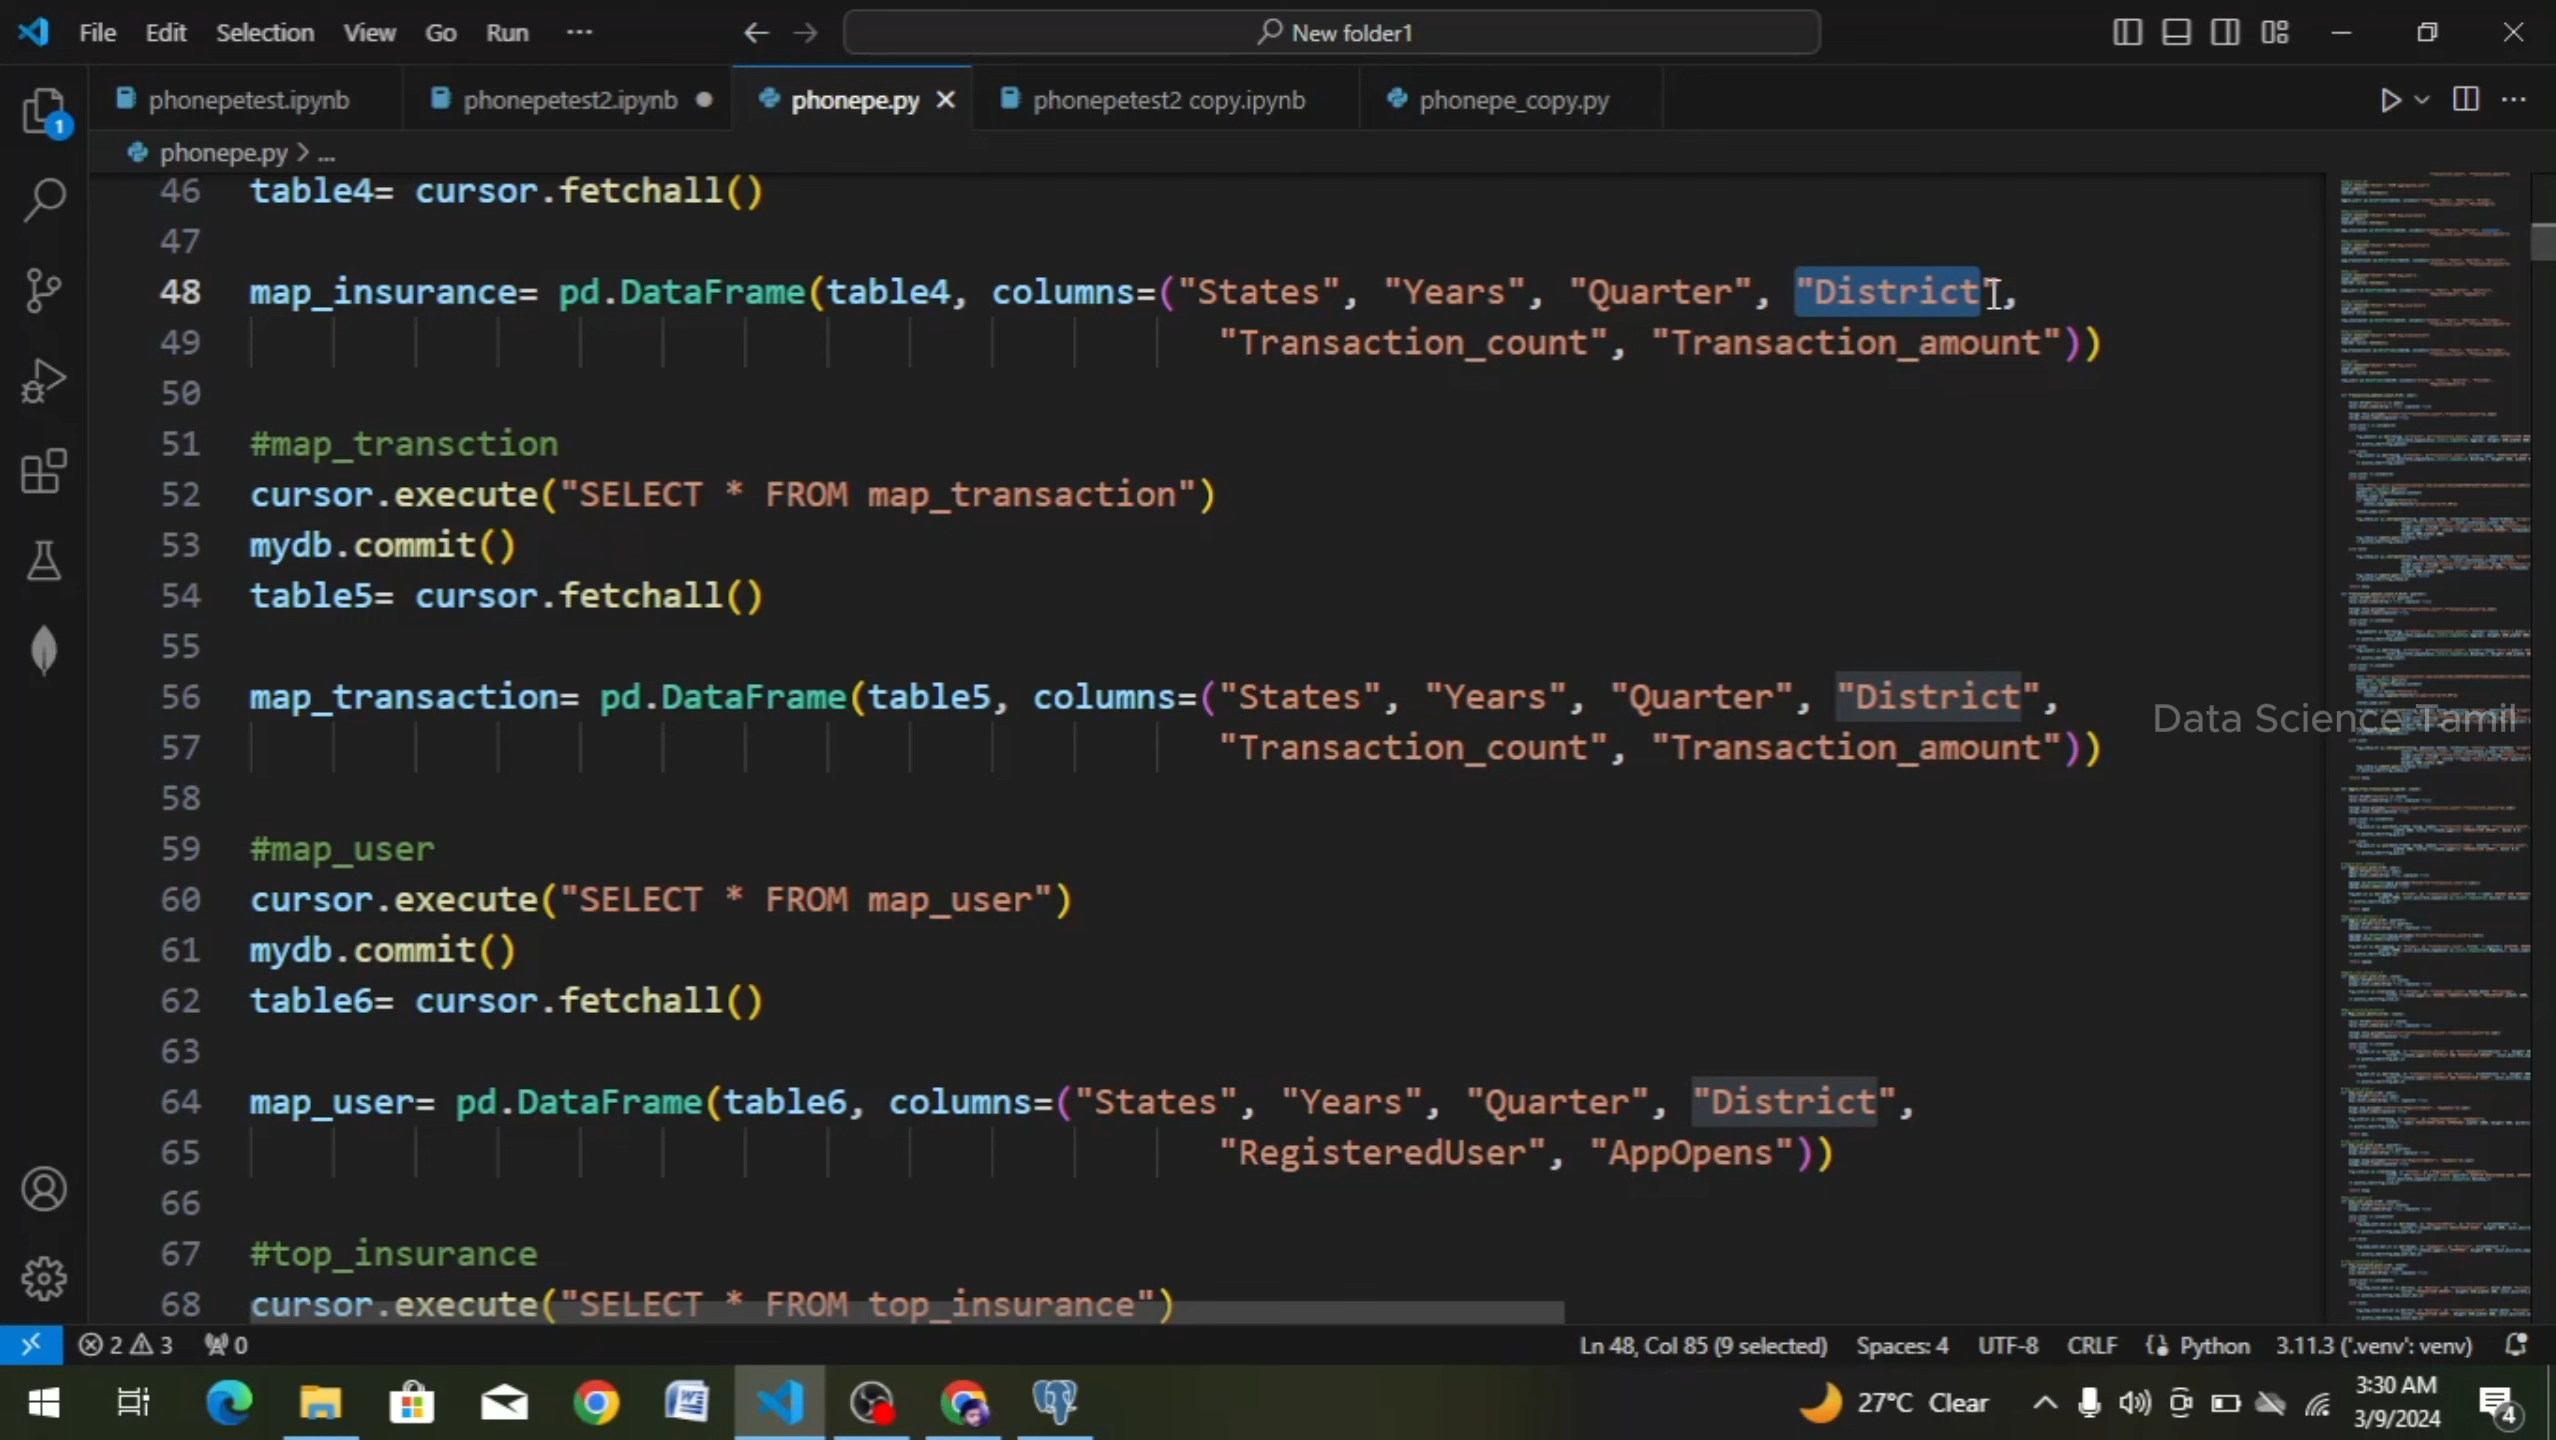 File Edit Selection View Go Run ··· New folder1
phonepetest.ipynb phonepetest2.ipynb phonepe.py phonepetest2 copy.ipynb phonepe_copy.py
1
phonepe.py > ...
46 table4= cursor.fetchall()
47
48 map_insurance= pd.DataFrame(table4, columns=("States", "Years", "Quarter", "District",
49 "Transaction_count", "Transaction_amount"))
50
51 #map_transction
52 cursor.execute("SELECT * FROM map_transaction")
53 mydb.commit()
54 table5= cursor.fetchall()
55
56 map_transaction= pd.DataFrame(table5, columns=("States", "Years", "Quarter", "District",
Data Science Tamil
57 "Transaction_count", "Transaction_amount"))
58
59 #map_user
60 cursor.execute("SELECT * FROM map_user")
61 mydb.commit()
62 table6= cursor.fetchall()
63
64 map_user= pd.DataFrame(table6, columns=("States", "Years", "Quarter", "District",
65 "RegisteredUser", "AppOpens"))
66
67 #top_insurance
68 cursor.execute("SELECT * FROM top_insurance")
2 3 0 Ln 48, Col 85 (9 selected) Spaces: 4 UTF-8 CRLF Python 3.11.3 ('.venv': venv)
27°C Clear 3:30 AM
3/9/2024 4